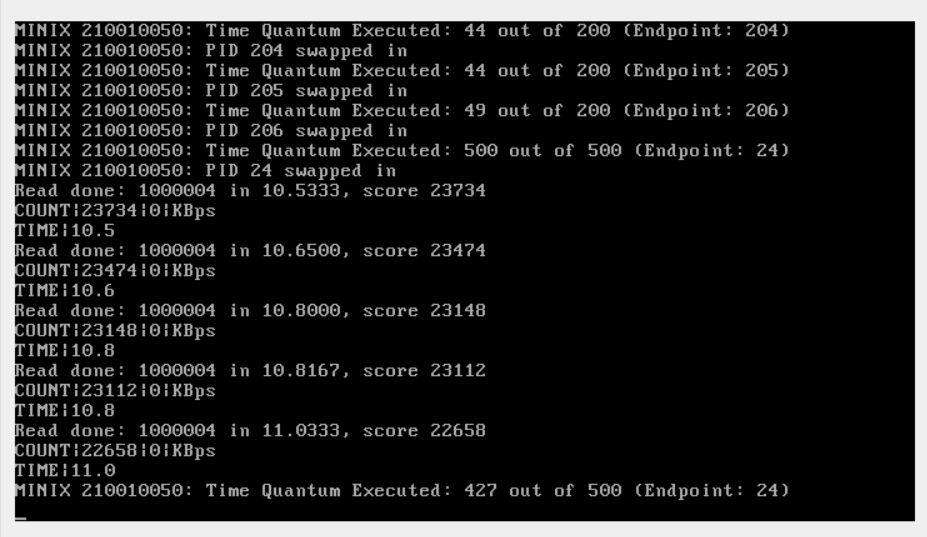 MINIX 210010050: Time Quantum Executed: 44 out of 200 (Endpoint: 204)
MINIX 210010050: PID 204 swapped in
MINIX 210010050: Time Quantum Executed: 44 out of 200 (Endpoint: 205)
MINIX 210010050: PID 205 swapped in
MINIX 210010050: Time Quantum Executed: 49 out of 200 (Endpoint: 206)
MINIX 210010050: PID 206 swapped in
MINIX 210010050: Time Quantum Executed: 500 out of 500 (Endpoint: 24)
MINIX 210010050: PID 24 swapped in
Read done: 1000004 in 10.5333, score 23734
COUNT|23734|0|KBps
TIME|10.5
Read done: 1000004 in 10.6500, score 23474
COUNT|23474|0|KBps
TIME|10.6
Read done: 1000004 in 10.8000, score 23148
COUNT|23148|0|KBps
TIME|10.8
Read done: 1000004 in 10.8167, score 23112
COUNT|23112|0|KBps
TIME|10.8
Read done: 1000004 in 11.0333, score 22658
COUNT|22658|0|KBps
TIME|11.0
MINIX 210010050: Time Quantum Executed: 427 out of 500 (Endpoint: 24)